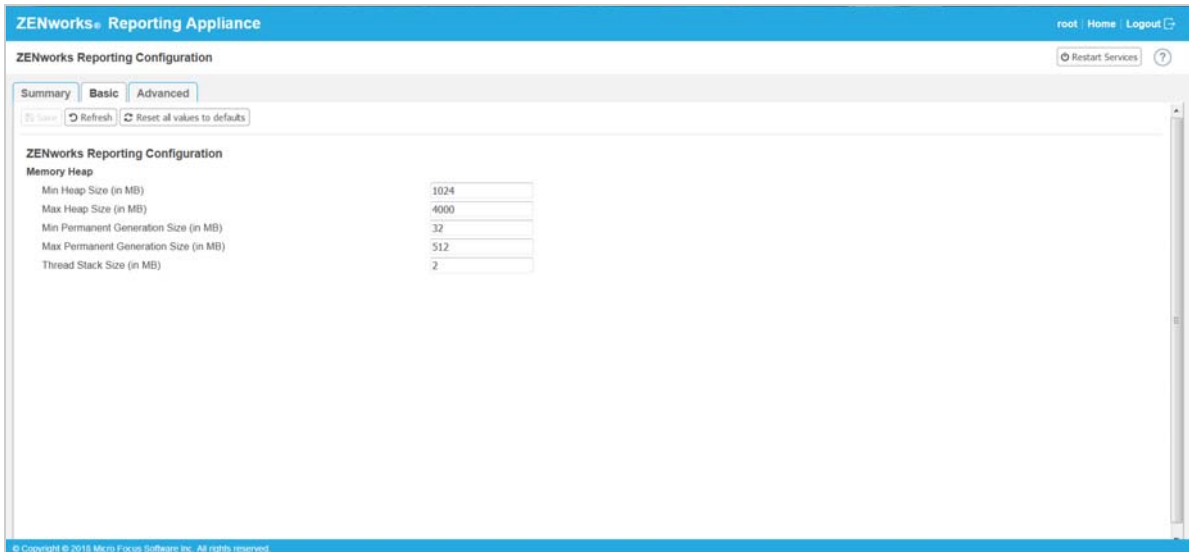 ZENworks® Reporting Appliance
root Home Logout
ZENworks Reporting Configuration
Restart Services ?
Summary Basic Advanced
Save Refresh Reset all values to defaults
ZENworks Reporting Configuration
Memory Heap
Min Heap Size (in MB) 1024
Max Heap Size (in MB) 4000
Min Permanent Generation Size (in MB) 32
Max Permanent Generation Size (in MB) 512
Thread Stack Size (in MB) 2
© Copyright © 2018 Micro Focus Software Inc. All rights reserved.